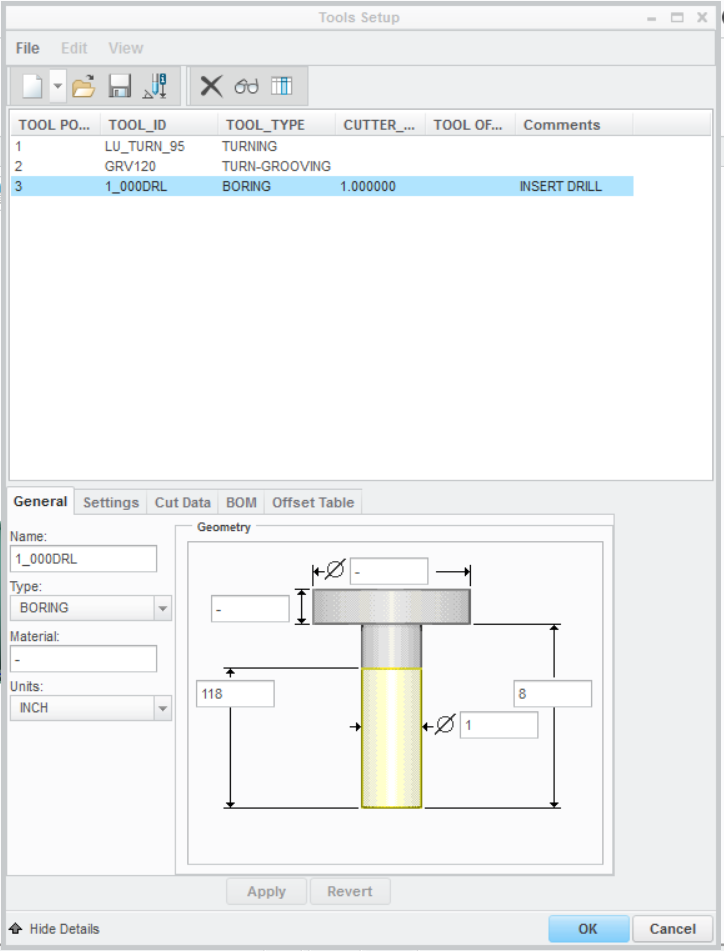 Tools Setup
File Edit View
TOOL PO... TOOL_ID TOOL_TYPE CUTTER_... TOOL OF... Comments
1 LU_TURN_95 TURNING
2 GRV120 TURN-GROOVING
3 1_000DRL BORING 1.000000 INSERT DRILL
General Settings Cut Data BOM Offset Table
Name:
1_000DRL
Type:
BORING
Material:
-
Units:
INCH
Geometry
Ø -
-
118
8
Ø 1
Apply Revert
Hide Details
OK Cancel